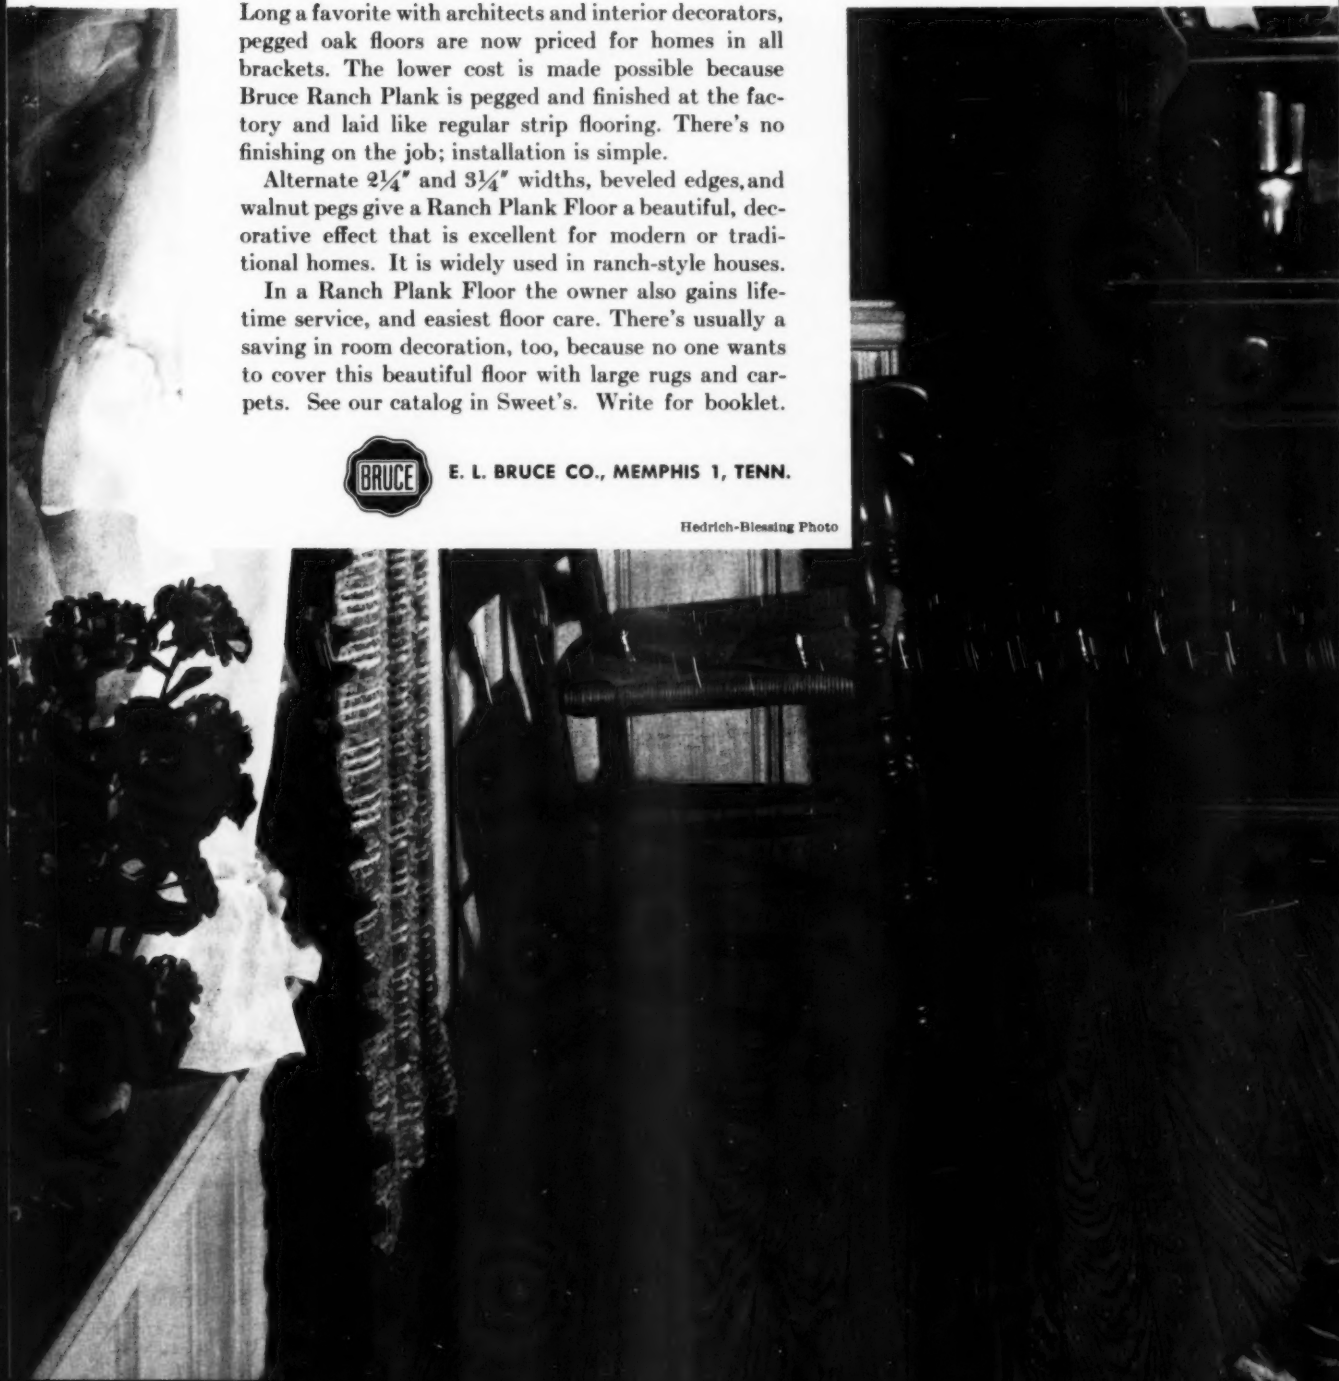 Long a favorite with architects and interior decorators,
pegged oak floors are now priced for homes in all
brackets. The lower cost is made possible because
Bruce Ranch Plank is pegged and finished at the fac-
tory and laid like regular strip flooring. There's no
finishing on the job; installation is simple.
Alternate 2¼″ and 3¼″ widths, beveled edges, and
walnut pegs give a Ranch Plank Floor a beautiful, dec-
orative effect that is excellent for modern or tradi-
tional homes. It is widely used in ranch-style houses.
In a Ranch Plank Floor the owner also gains life-
time service, and easiest floor care. There's usually a
saving in room decoration, too, because no one wants
to cover this beautiful floor with large rugs and car-
pets. See our catalog in Sweet's. Write for booklet.
BRUCE
E. L. BRUCE CO., MEMPHIS 1, TENN.
Hedrich-Blessing Photo